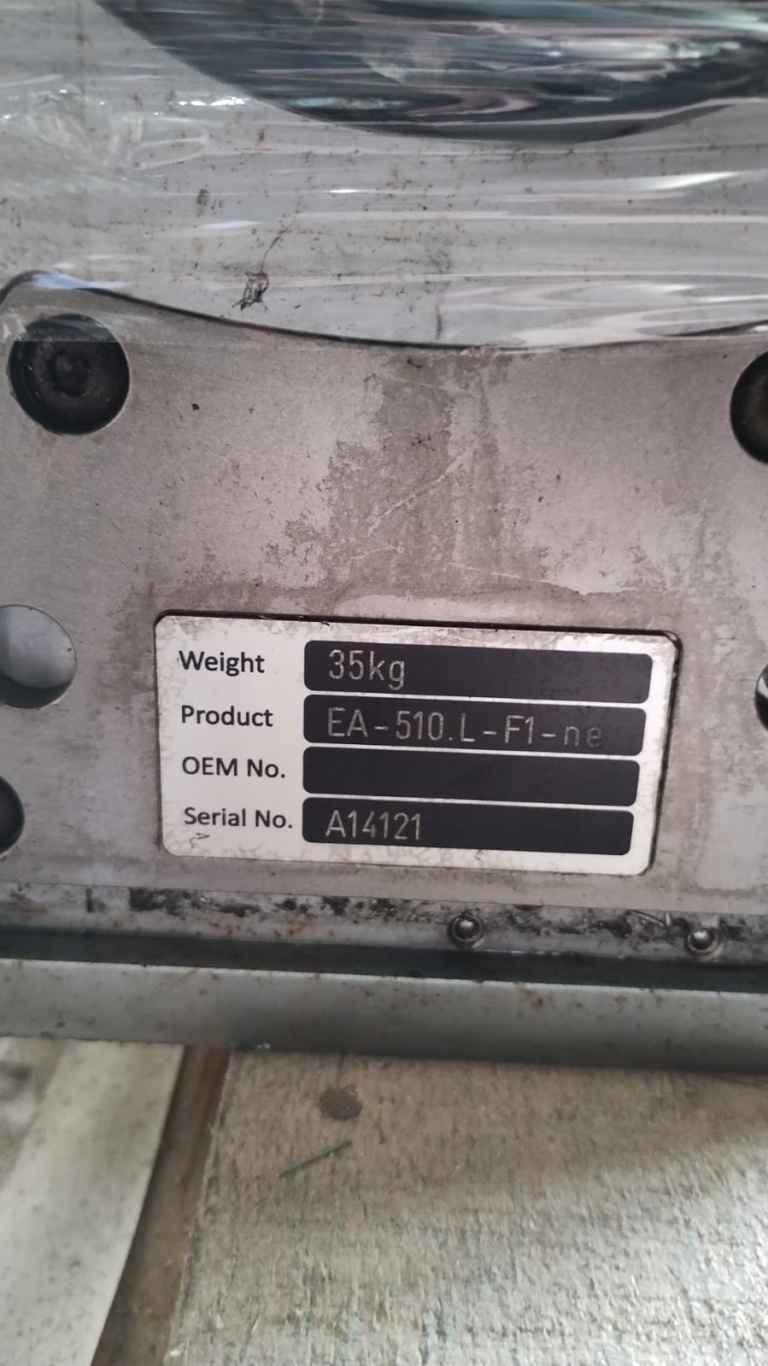 Weight 35kg
Product EA-510.L-F1-ne
OEM No.
Serial No. A14121